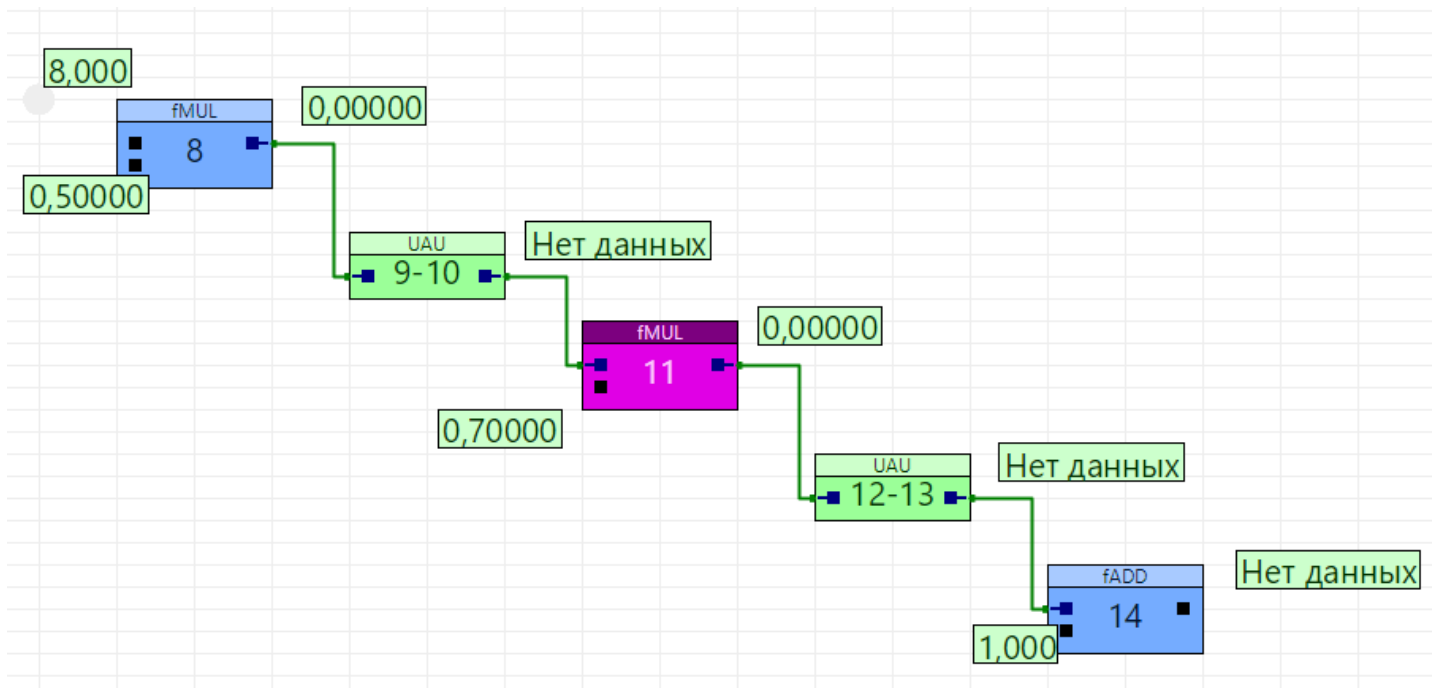 8,000
fMUL
0,00000
8
0,50000
UAU
Нет данных
9-10
fMUL
0,00000
11
0,70000
UAU
Нет данных
12-13
fADD
Нет данных
14
1,000